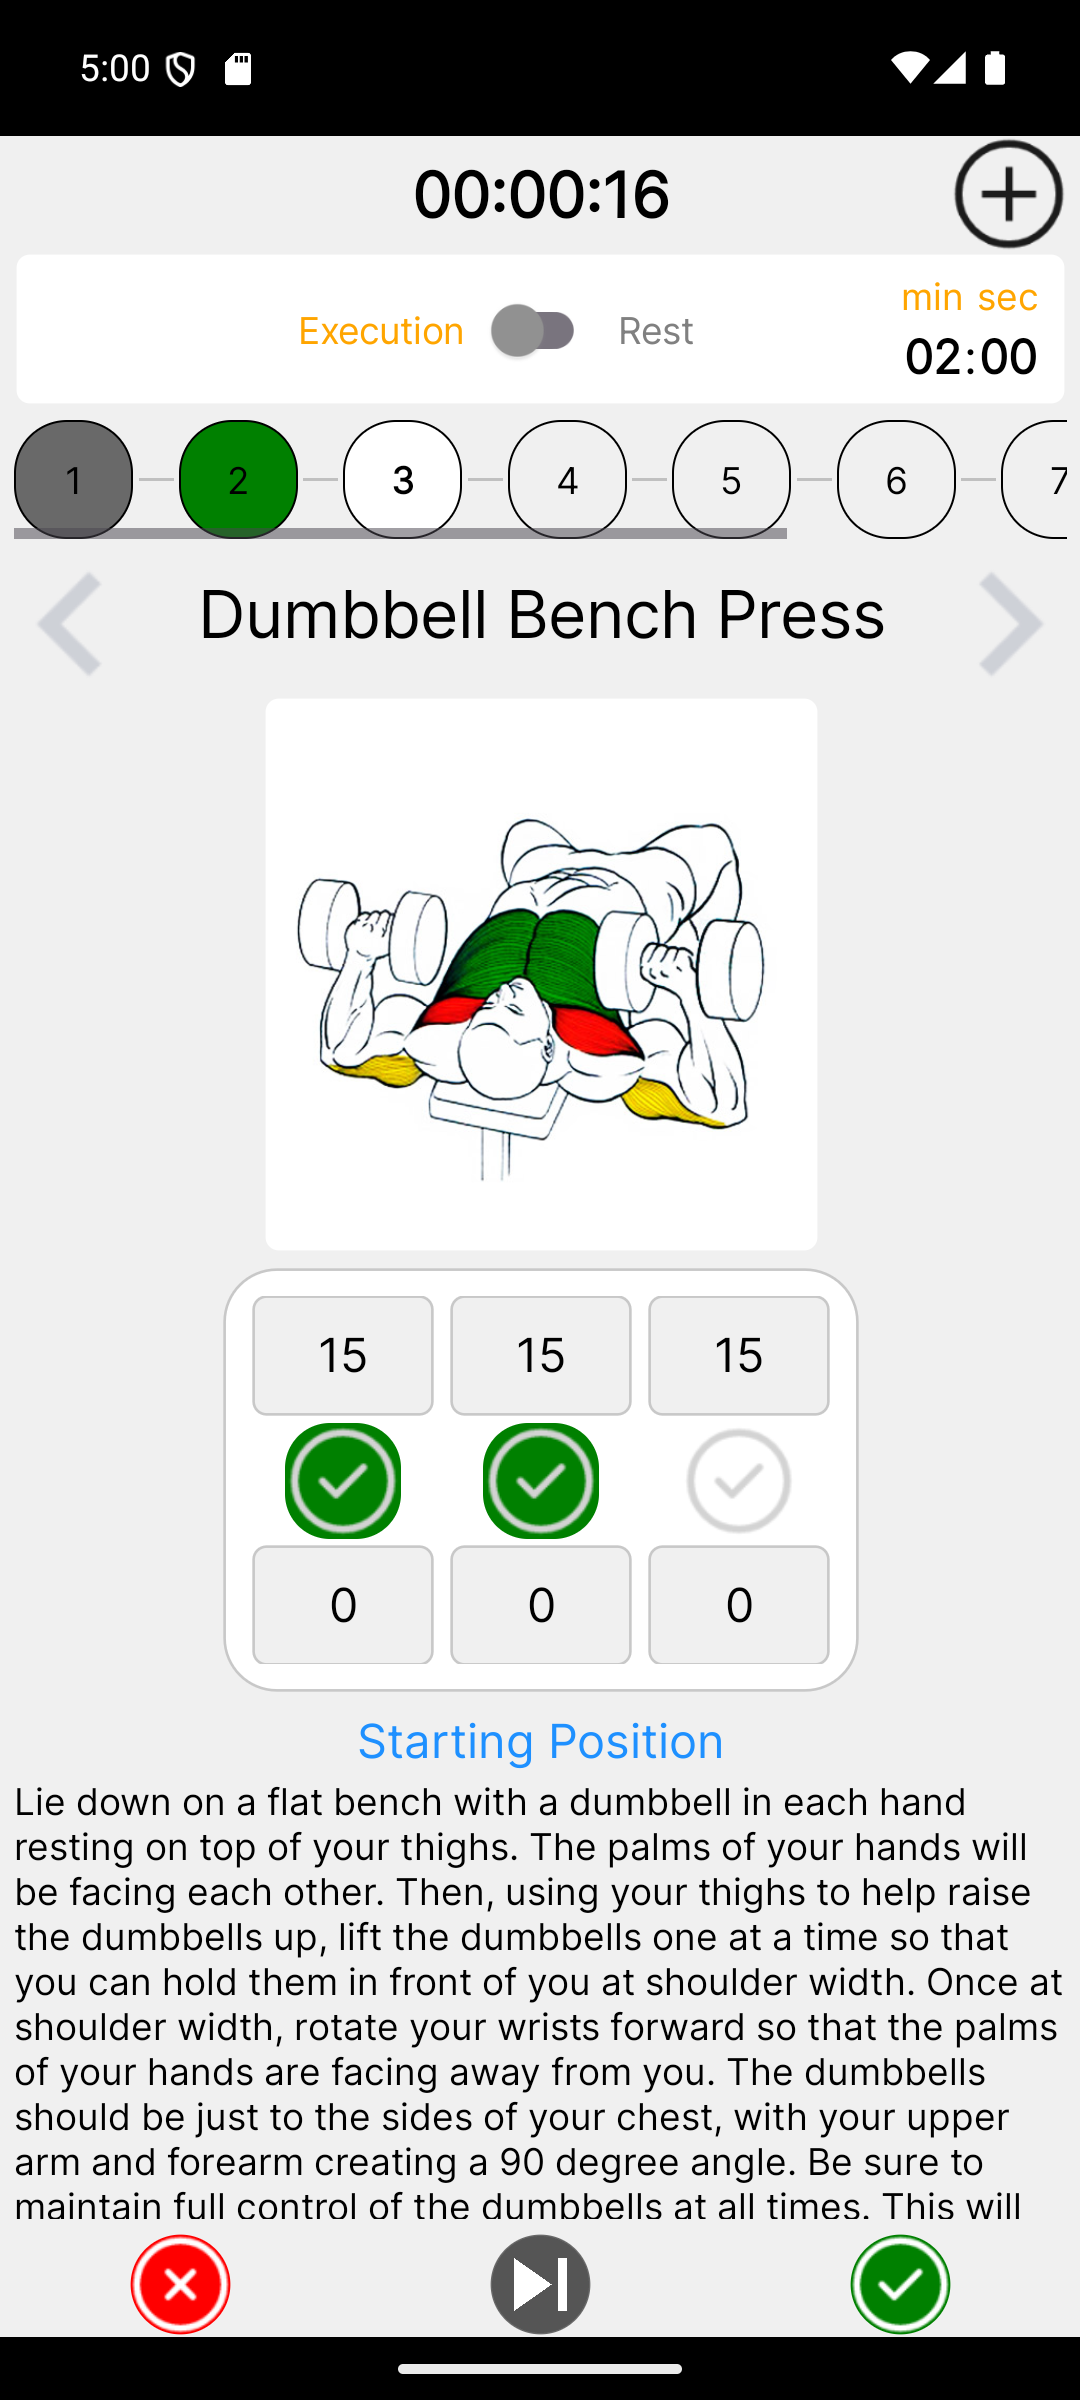 5:00
00:00:16
Execution
Rest
min sec
02:00
1
2
3
4
5
6
7
Dumbbell Bench Press
15 15 15
0 0 0
Starting Position
Lie down on a flat bench with a dumbbell in each hand
resting on top of your thighs. The palms of your hands will
be facing each other. Then, using your thighs to help raise
the dumbbells up, lift the dumbbells one at a time so that
you can hold them in front of you at shoulder width. Once at
shoulder width, rotate your wrists forward so that the palms
of your hands are facing away from you. The dumbbells
should be just to the sides of your chest, with your upper
arm and forearm creating a 90 degree angle. Be sure to
maintain full control of the dumbbells at all times. This will